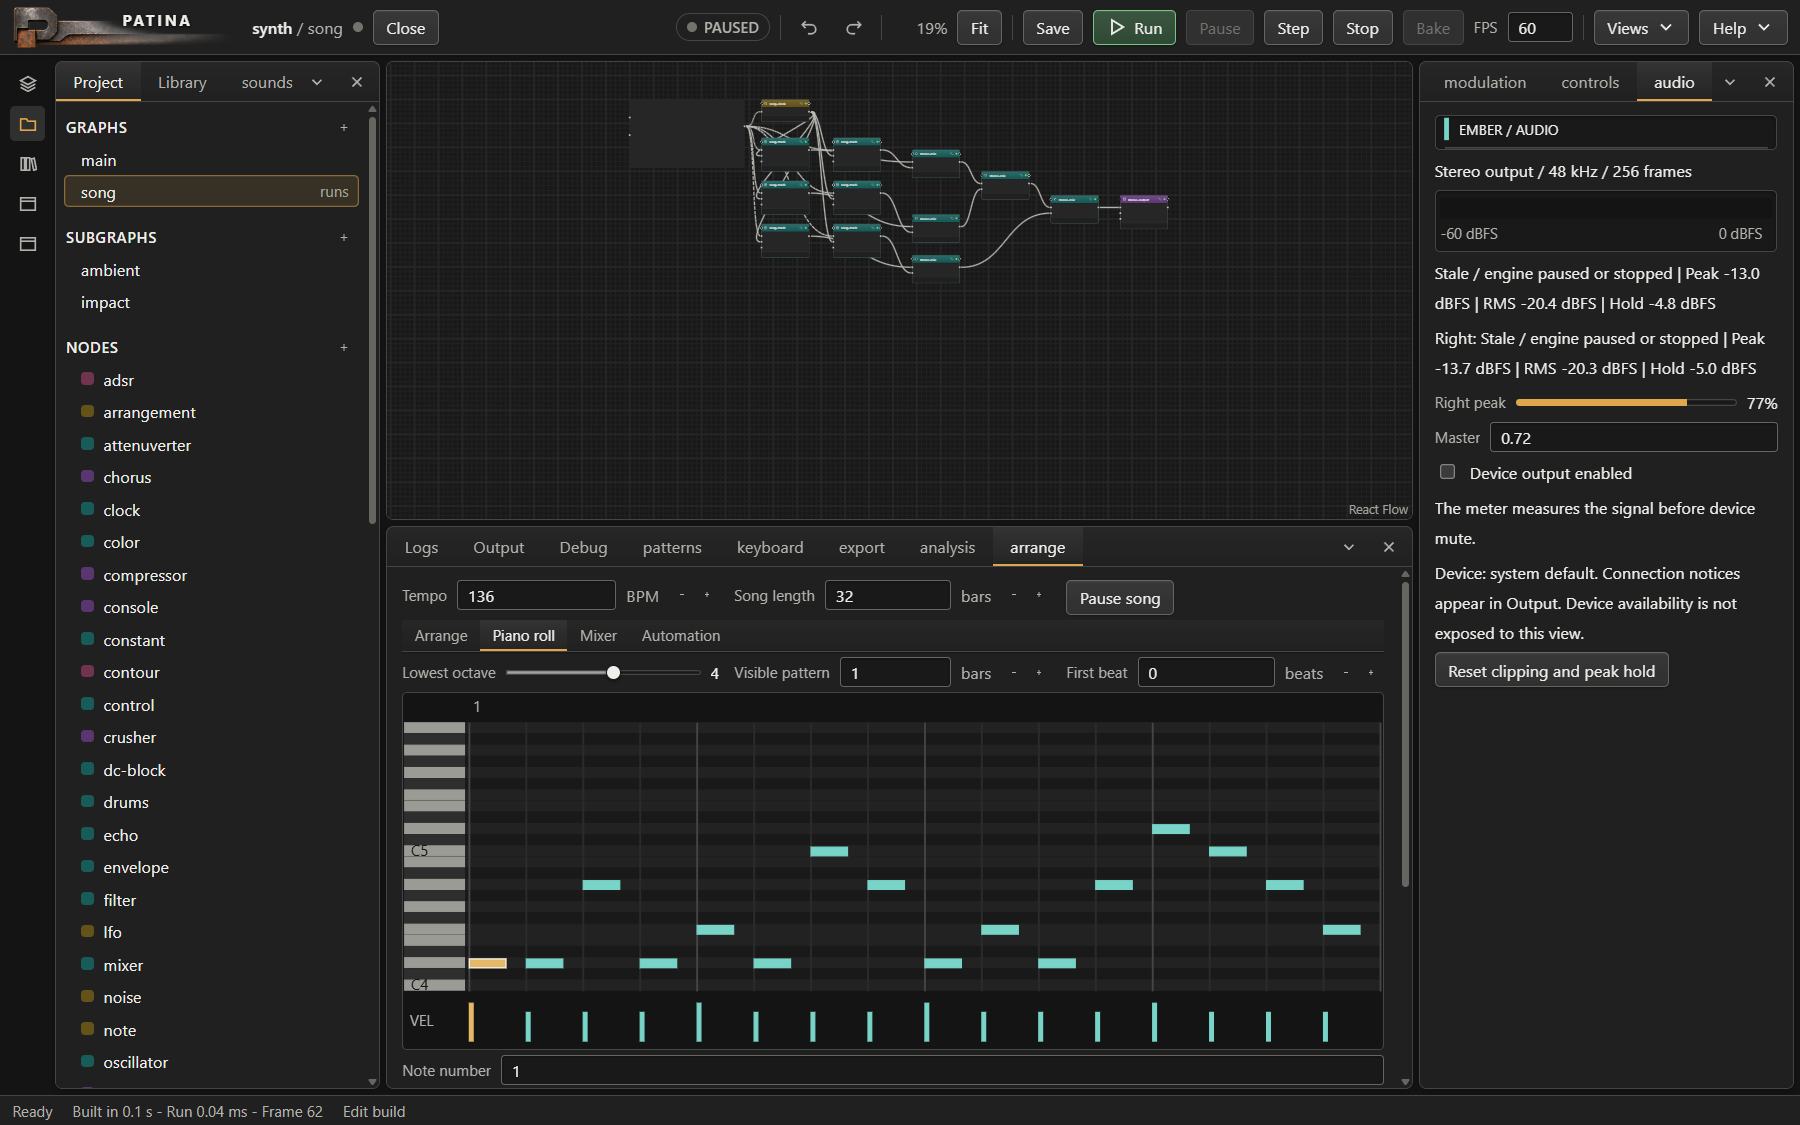 PATINA
synth / song
Close
PAUSED
19%
Fit
Save
Run
Pause
Step
Stop
Bake
FPS
60
Views
Help
Project
Library
sounds
GRAPHS
main
song
runs
SUBGRAPHS
ambient
impact
NODES
adsr
arrangement
attenuverter
chorus
clock
color
compressor
console
constant
contour
control
crusher
dc-block
drums
echo
envelope
filter
lfo
mixer
noise
note
oscillator
React Flow
Logs
Output
Debug
patterns
keyboard
export
analysis
arrange
Tempo
136
BPM
- +
Song length
32
bars
- +
Pause song
Arrange
Piano roll
Mixer
Automation
Lowest octave
4
Visible pattern
1
bars
- +
First beat
0
beats
- +
1
C5
C4
VEL
Note number
1
modulation
controls
audio
EMBER / AUDIO
Stereo output / 48 kHz / 256 frames
-60 dBFS
0 dBFS
Stale / engine paused or stopped | Peak -13.0
dBFS | RMS -20.4 dBFS | Hold -4.8 dBFS
Right: Stale / engine paused or stopped | Peak
-13.7 dBFS | RMS -20.3 dBFS | Hold -5.0 dBFS
Right peak
77%
Master
0.72
Device output enabled
The meter measures the signal before device
mute.
Device: system default. Connection notices
appear in Output. Device availability is not
exposed to this view.
Reset clipping and peak hold
Ready
Built in 0.1 s - Run 0.04 ms - Frame 62
Edit build